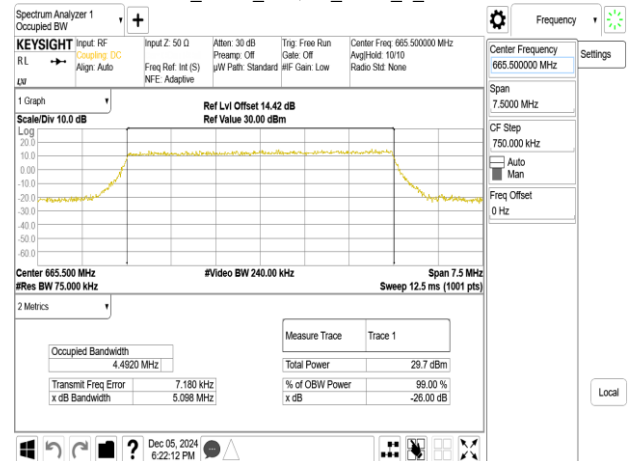 Spectrum Analyzer 1
Occupied BW
Frequency
KEYSIGHT
RL
LXI
Input: RF
Coupling: DC
Align: Auto
Input Z: 50 Ω
Freq Ref: Int (S)
NFE: Adaptive
Atten: 30 dB
Preamp: Off
µW Path: Standard
Trig: Free Run
Gate: Off
#IF Gain: Low
Center Freq: 665.500000 MHz
Avg|Hold: 10/10
Radio Std: None
Center Frequency
665.500000 MHz
Settings
Span
7.5000 MHz
CF Step
750.000 kHz
Auto
Man
Freq Offset
0 Hz
Local
1 Graph
Scale/Div 10.0 dB
Ref Lvl Offset 14.42 dB
Ref Value 30.00 dBm
Log
20.0
10.0
0.00
-10.0
-20.0
-30.0
-40.0
-50.0
-60.0
Center 665.500 MHz
#Video BW 240.00 kHz
Span 7.5 MHz
#Res BW 75.000 kHz
Sweep 12.5 ms (1001 pts)
2 Metrics
Measure Trace Trace 1
Occupied Bandwidth
4.4920 MHz
Total Power 29.7 dBm
Transmit Freq Error 7.180 kHz
% of OBW Power 99.00 %
x dB Bandwidth 5.098 MHz
x dB -26.00 dB
?
Dec 05, 2024
6:22:12 PM